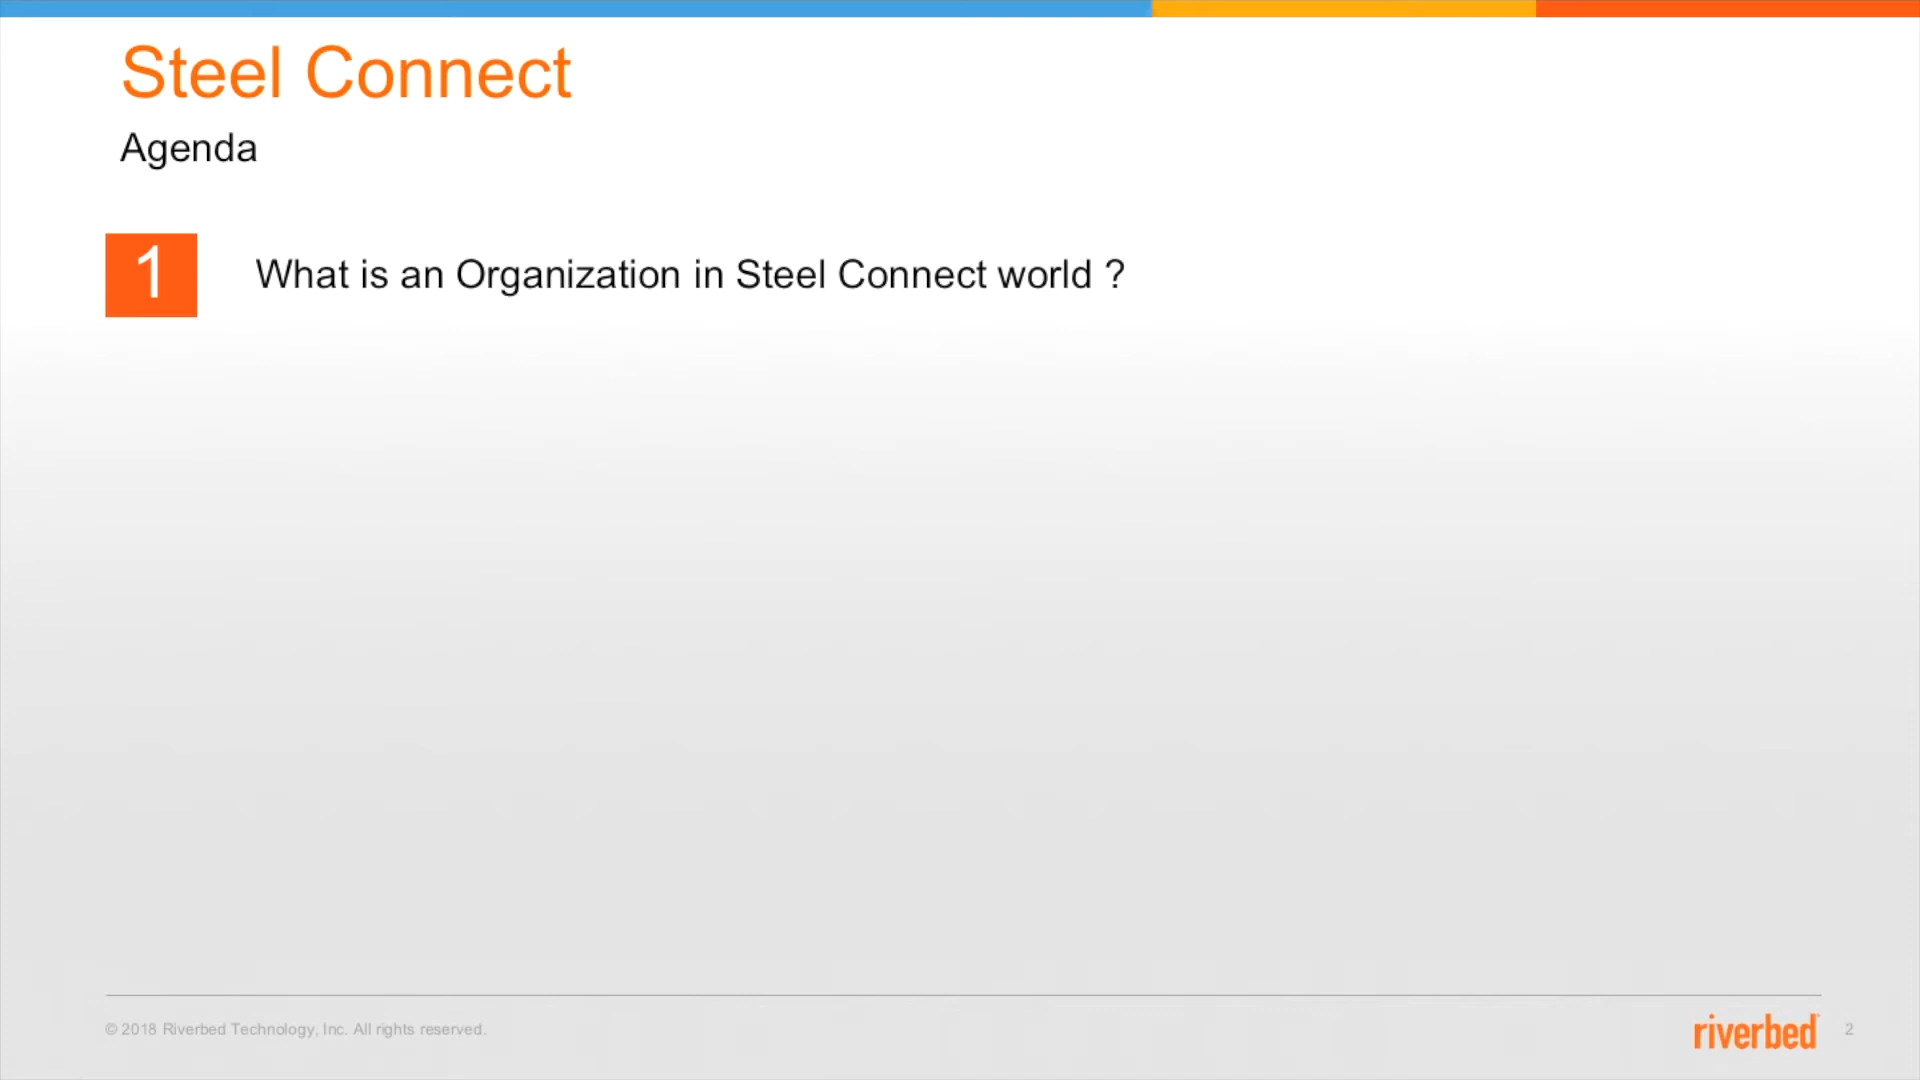 Steel Connect
Agenda
1
What is an Organization in Steel Connect world ?
© 2018 Riverbed Technology, Inc. All rights reserved.
riverbed
2